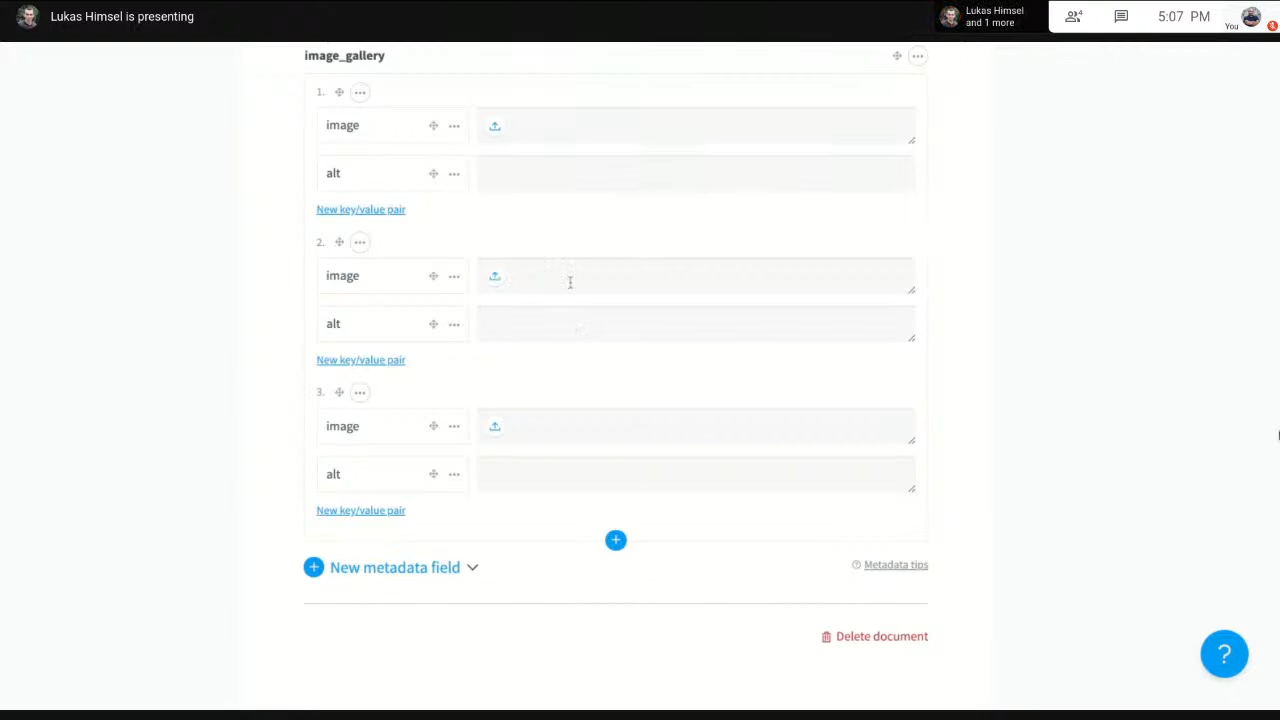 Lukas Himsel is presenting
Lukas Himsel
and 1 more
4
5:07 PM
You
image_gallery
1.
image
alt
New key/value pair
2.
image
alt
New key/value pair
3.
image
alt
New key/value pair
New metadata field
Metadata tips
Delete document
?